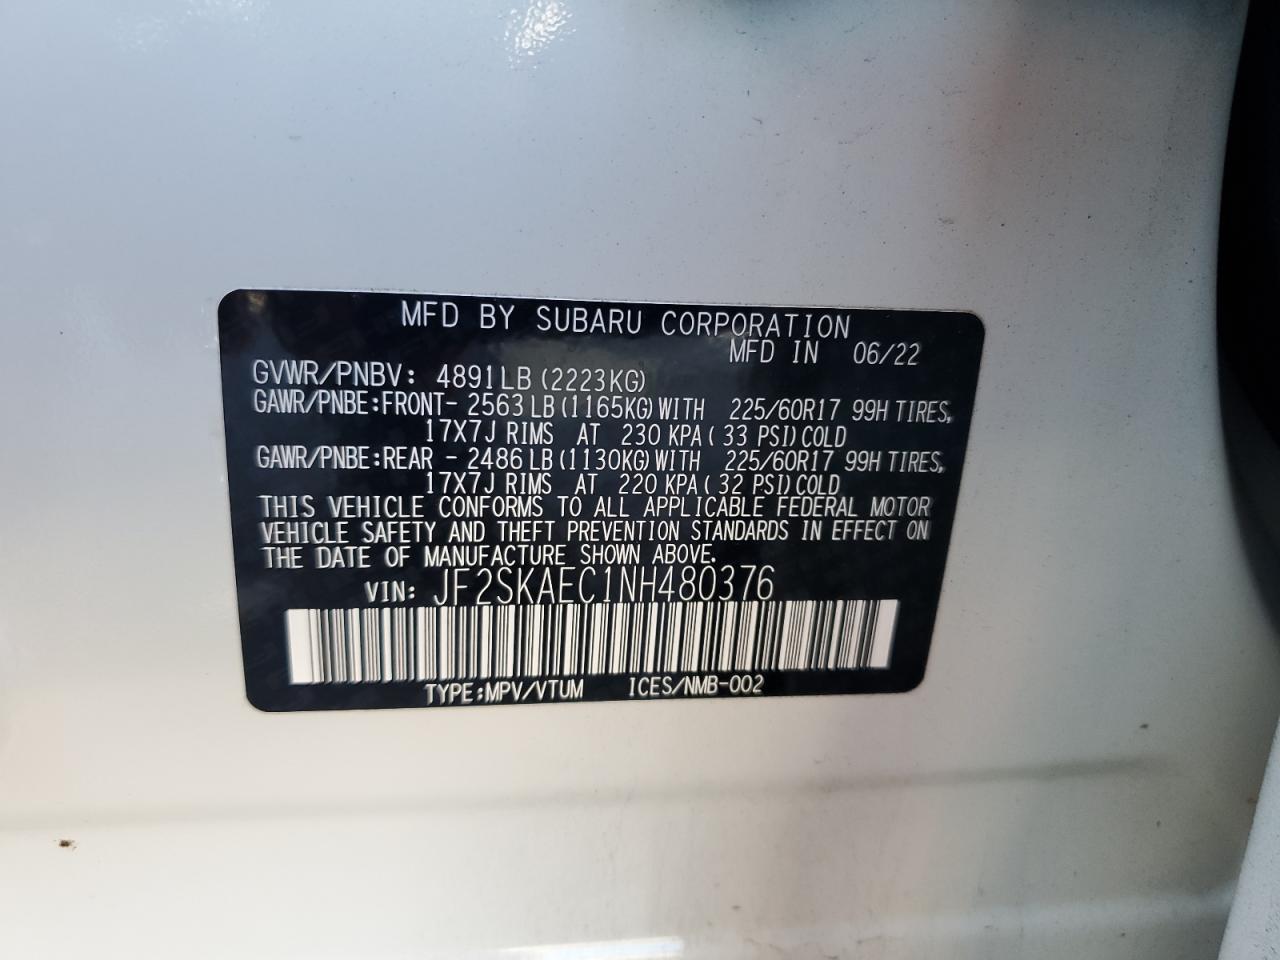 MFD BY SUBARU CORPORATION
MFD IN 06/22
GVWR/PNBV: 4891LB (2223KG)
GAWR/PNBE:FRONT- 2563 LB (1165KG) WITH 225/60R17 99H TIRES,
17X7J RIMS AT 230 KPA ( 33 PSI) COLD
GAWR/PNBE:REAR - 2486 LB (1130KG) WITH 225/60R17 99H TIRES,
17X7J RIMS AT 220 KPA ( 32 PSI) COLD
THIS VEHICLE CONFORMS TO ALL APPLICABLE FEDERAL MOTOR
VEHICLE SAFETY AND THEFT PREVENTION STANDARDS IN EFFECT ON
THE DATE OF MANUFACTURE SHOWN ABOVE.
VIN: JF2SKAEC1NH480376
TYPE:MPV/VTUM ICES/NMB-002